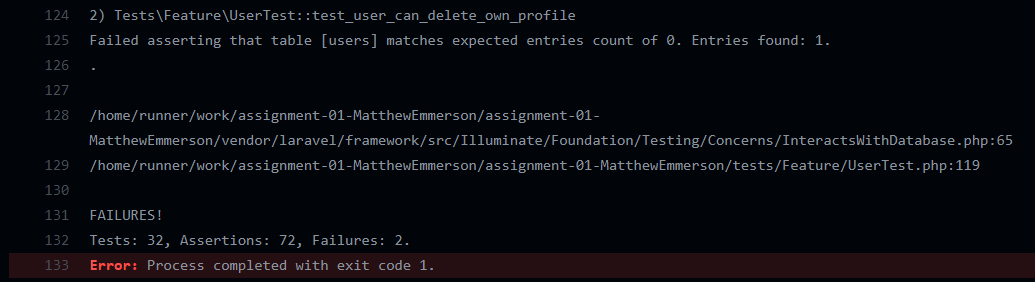 124 2) Tests\Feature\UserTest::test_user_can_delete_own_profile
125 Failed asserting that table [users] matches expected entries count of 0. Entries found: 1.
126 .
127
128 /home/runner/work/assignment-01-MatthewEmmerson/assignment-01-
MatthewEmmerson/vendor/laravel/framework/src/Illuminate/Foundation/Testing/Concerns/InteractsWithDatabase.php:65
129 /home/runner/work/assignment-01-MatthewEmmerson/assignment-01-MatthewEmmerson/tests/Feature/UserTest.php:119
130
131 FAILURES!
132 Tests: 32, Assertions: 72, Failures: 2.
133 Error: Process completed with exit code 1.